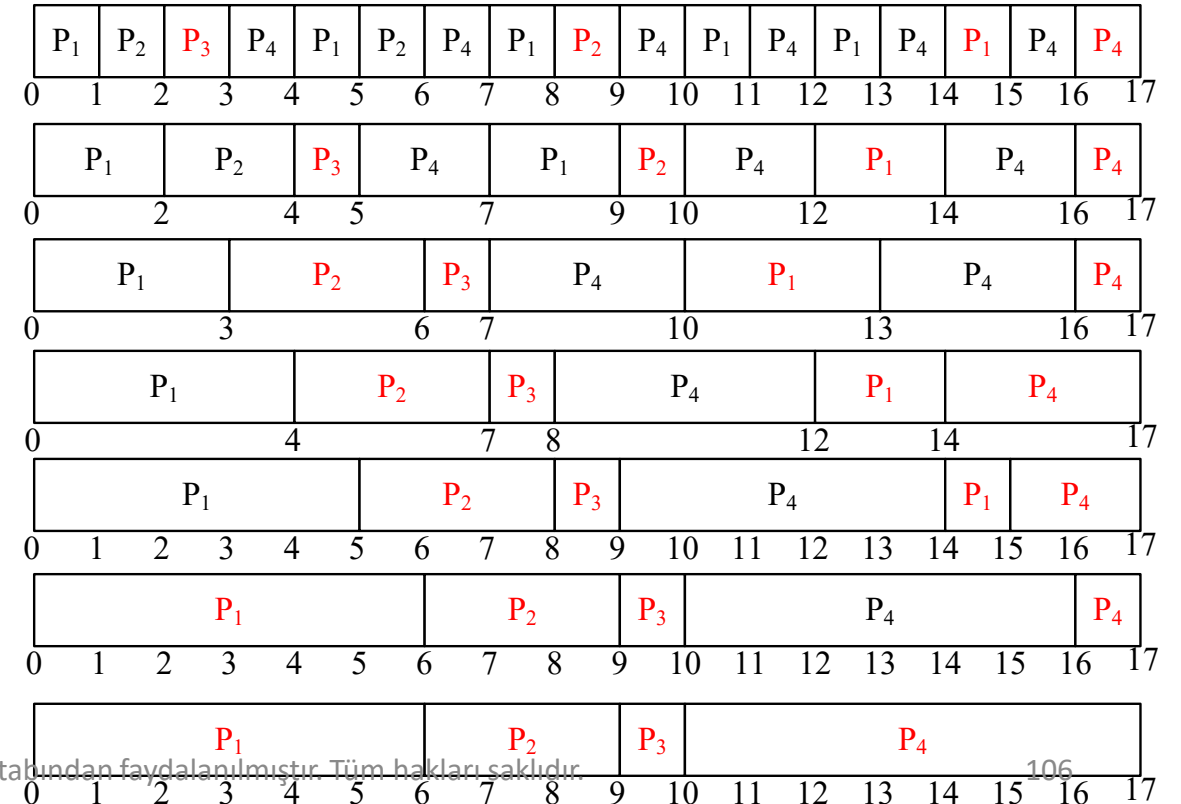 P₁ P₂ P₃ P₄ P₁ P₂ P₄ P₁ P₂ P₄ P₁ P₄ P₁ P₄ P₁ P₄ P₄
0 1 2 3 4 5 6 7 8 9 10 11 12 13 14 15 16 17
P₁ P₂ P₃ P₄ P₁ P₂ P₄ P₁ P₄ P₄
0 2 4 5 7 9 10 12 14 16 17
P₁ P₂ P₃ P₄ P₁ P₄ P₄
0 3 6 7 10 13 16 17
P₁ P₂ P₃ P₄ P₁ P₄
0 4 7 8 12 14 17
P₁ P₂ P₃ P₄ P₁ P₄
0 1 2 3 4 5 6 7 8 9 10 11 12 13 14 15 16 17
P₁ P₂ P₃ P₄ P₄
0 1 2 3 4 5 6 7 8 9 10 11 12 13 14 15 16 17
P₁ P₂ P₃ P₄
tabından faydalanılmıştır. Tüm hakları saklıdır. 106
0 1 2 3 4 5 6 7 8 9 10 11 12 13 14 15 16 17